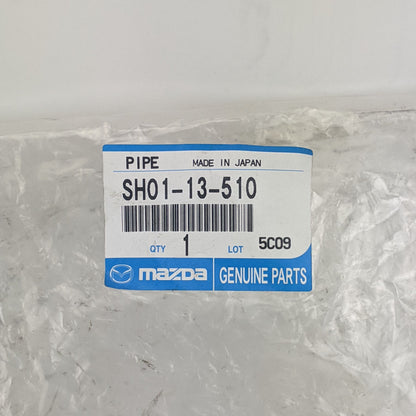 PIPE MADE IN JAPAN
SH01-13-510
QTY 1 LOT 5C09
mazda GENUINE PARTS